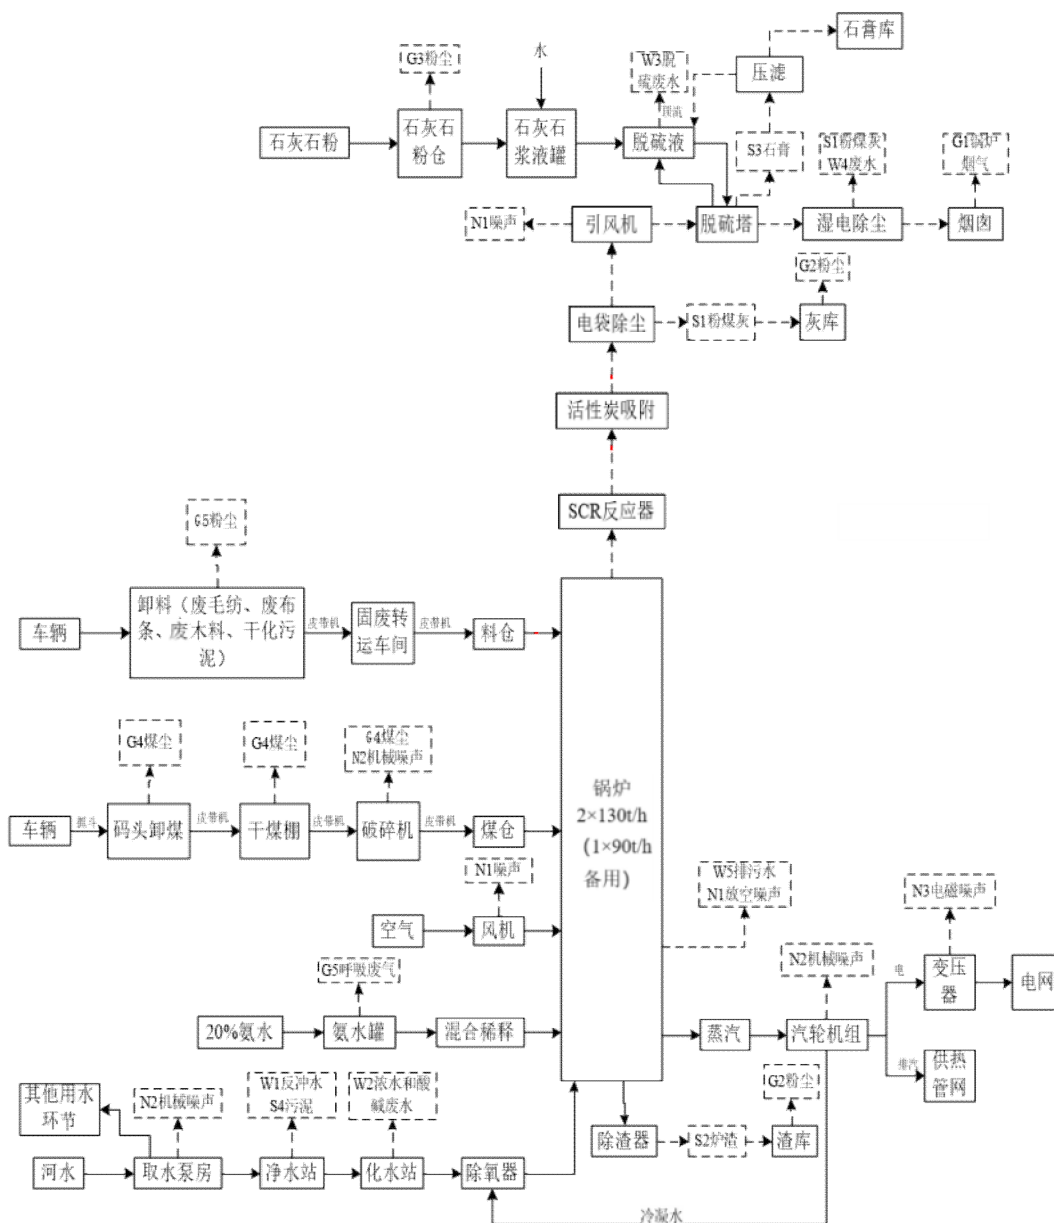 石膏库
G3粉尘
水
W3脱
硫废水
压滤
石灰石粉
石灰石
粉仓
石灰石
浆液罐
脱硫液
S3石膏
S1粉煤灰
W4废水
G1锅炉
烟气
N1噪声
引风机
脱硫塔
湿电除尘
烟囱
G2粉尘
电袋除尘
S1粉煤灰
灰库
活性炭吸附
SCR反应器
G5粉尘
车辆
卸料（废毛纺、废布
条、废木料、干化污
泥）
皮带机
固废转
运车间
皮带机
料仓
G4煤尘
G4煤尘
G4煤尘
N2机械噪声
车辆
抓斗
码头卸煤
皮带机
干煤棚
皮带机
破碎机
皮带机
煤仓
锅炉
2×130t/h
（1×90t/h
备用）
N1噪声
空气
风机
W5排污水
N1放空噪声
N3电磁噪声
G5呼吸废气
N2机械噪声
电
变压
器
电网
20%氨水
氨水罐
混合稀释
蒸汽
汽轮机组
排汽
供热
管网
其他用水
环节
N2机械噪声
W1反冲水
S4污泥
W2浓水和酸
碱废水
G2粉尘
除渣器
S2炉渣
渣库
河水
取水泵房
净水站
化水站
除氧器
冷凝水